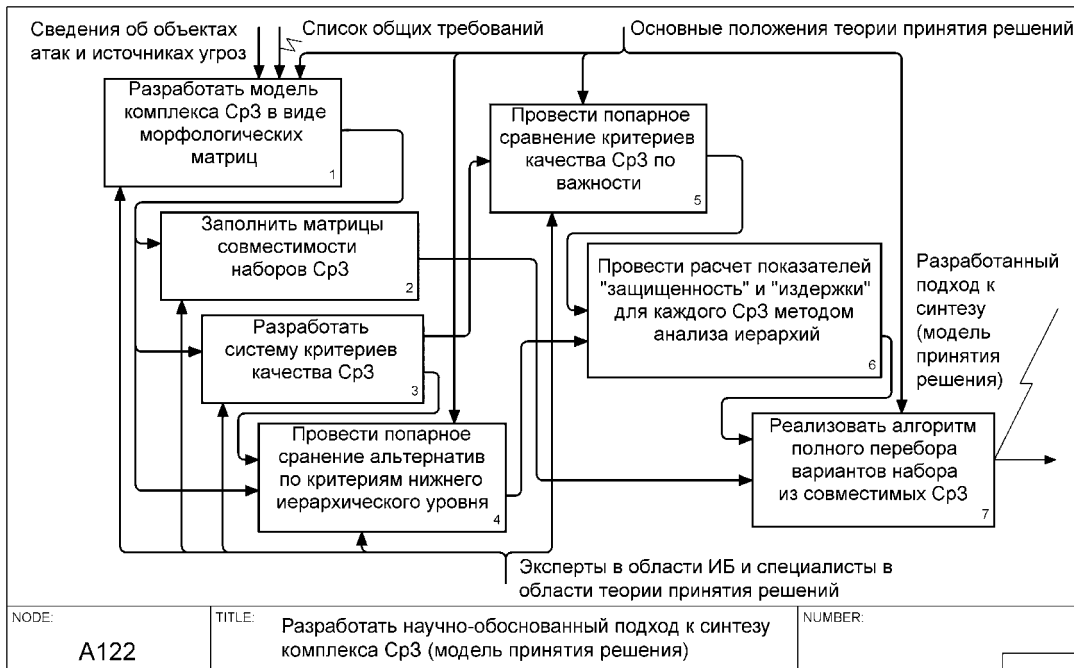 Сведения об объектах
атак и источниках угроз
Список общих требований
Основные положения теории принятия решений
Разработать модель
комплекса СрЗ в виде
морфологических
матриц
1
Провести попарное
сравнение критериев
качества СрЗ по
важности
5
Заполнить матрицы
совместимости
наборов СрЗ
2
Провести расчет показателей
"защищенность" и "издержки"
для каждого СрЗ методом
анализа иерархий
6
Разработанный
подход к
синтезу
(модель
принятия
решения)
Разработать
систему критериев
качества СрЗ
3
Провести попарное
сранение альтернатив
по критериям нижнего
иерархического уровня
4
Реализовать алгоритм
полного перебора
вариантов набора
из совместимых СрЗ
7
Эксперты в области ИБ и специалисты в
области теории принятия решений
NODE:
A122
TITLE:
Разработать научно-обоснованный подход к синтезу
комплекса СрЗ (модель принятия решения)
NUMBER: